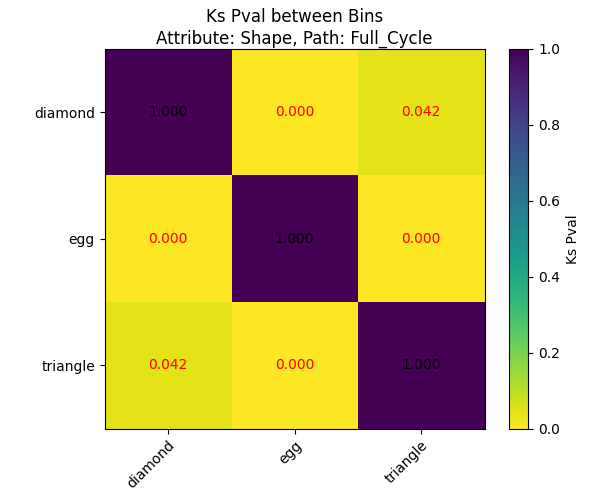 Ks Pval between Bins
Attribute: Shape, Path: Full_Cycle
diamond
1.000
0.000
0.042
egg
0.000
1.000
0.000
triangle
0.042
0.000
1.000
diamond
egg
triangle
1.0
0.8
0.6
0.4
0.2
0.0
Ks Pval